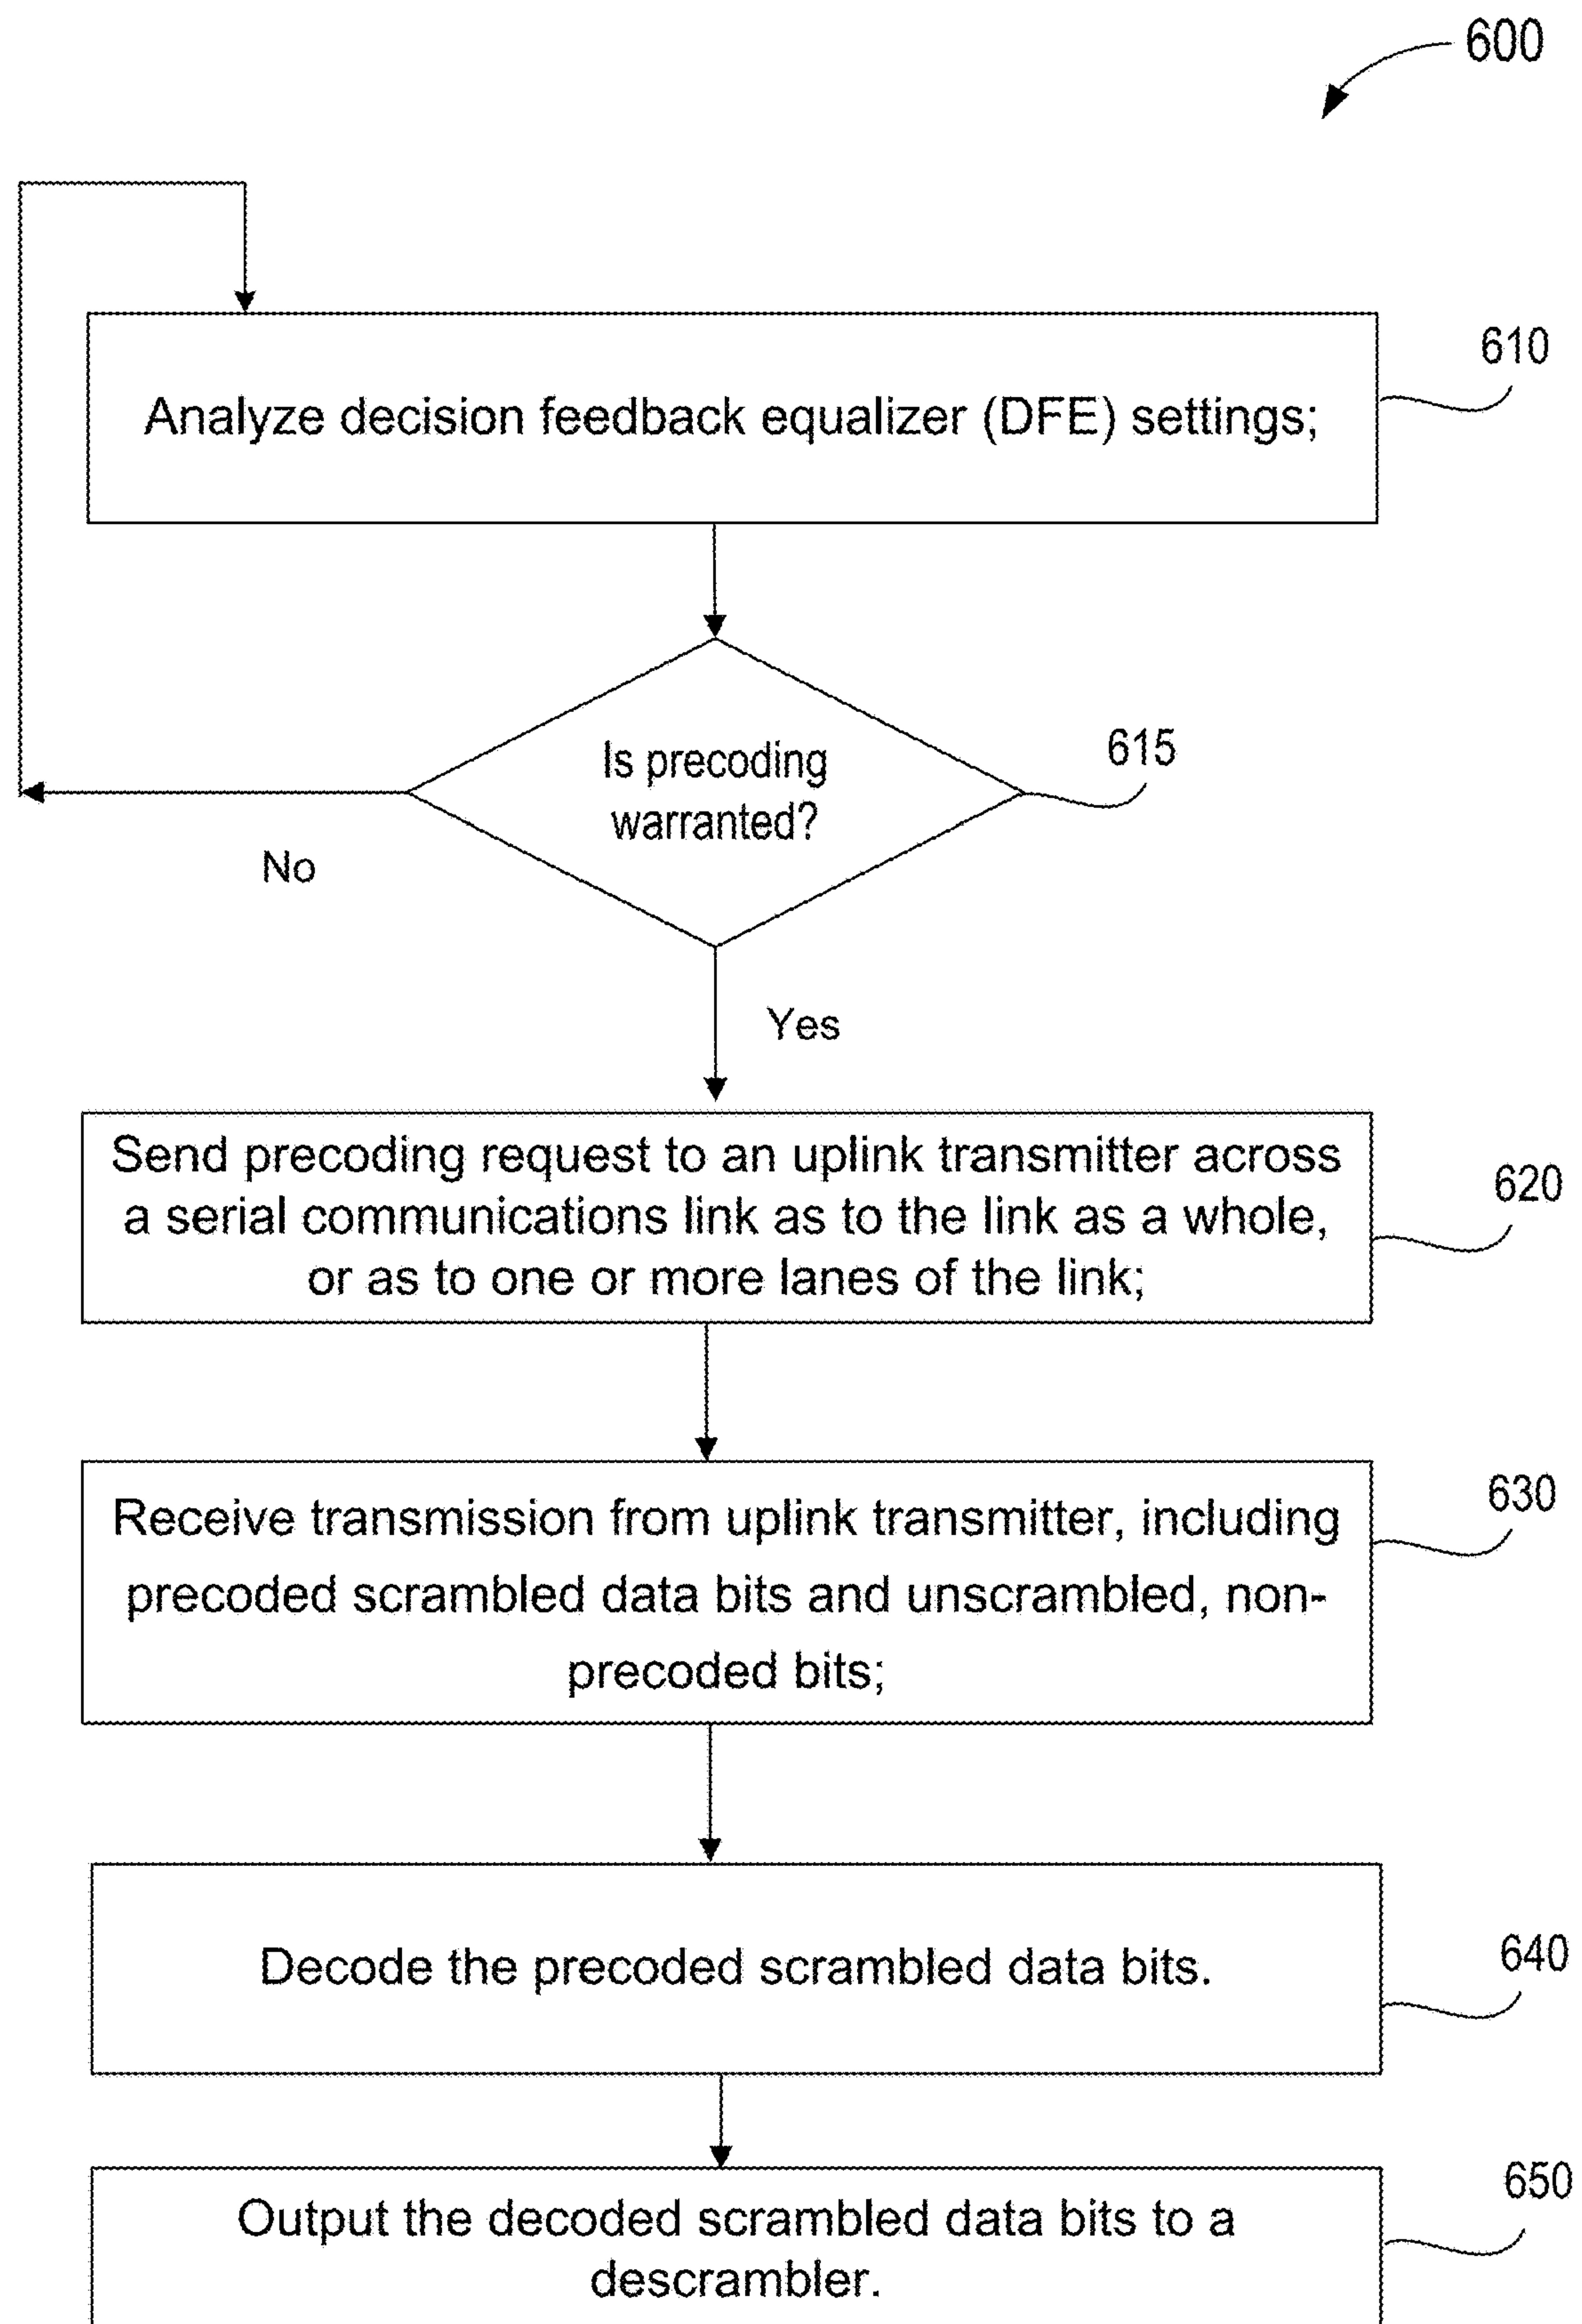 600
Analyze decision feedback equalizer (DFE) settings;
610
Is precoding
warranted?
615
No
Yes
Send precoding request to an uplink transmitter across
a serial communications link as to the link as a whole,
or as to one or more lanes of the link;
620
Receive transmission from uplink transmitter, including
precoded scrambled data bits and unscrambled, non-
precoded bits;
630
Decode the precoded scrambled data bits.
640
Output the decoded scrambled data bits to a
descrambler.
650